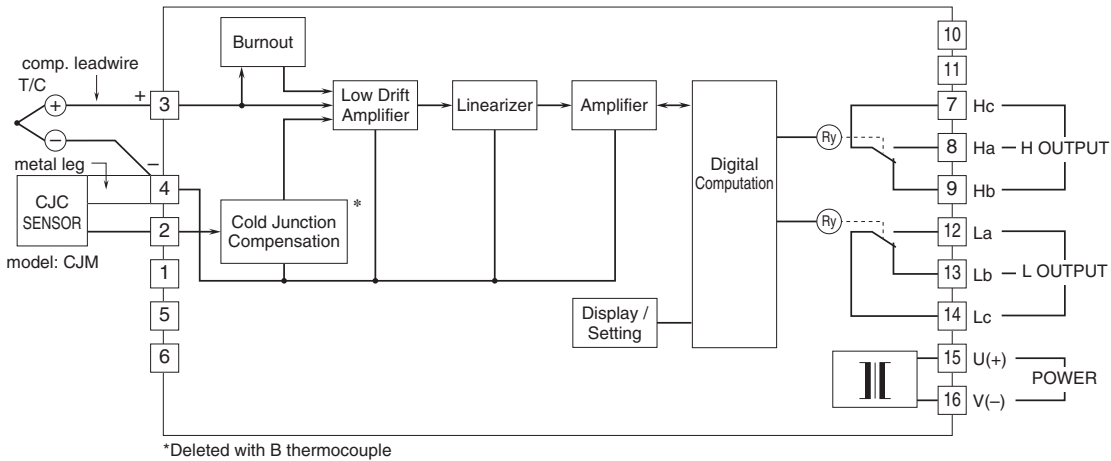 Burnout
10
comp. leadwire
11
T/C
+
+
3
Low Drift
Amplifier
Linearizer
Amplifier
7
Hc
Ry
8
Ha
H OUTPUT
–
–
metal leg
4
Digital
Computation
9
Hb
CJC
SENSOR
*
2
Cold Junction
Compensation
Ry
12
La
model: CJM
1
13
Lb
L OUTPUT
5
Display /
Setting
14
Lc
6
15
U(+)
POWER
16
V(–)
*Deleted with B thermocouple